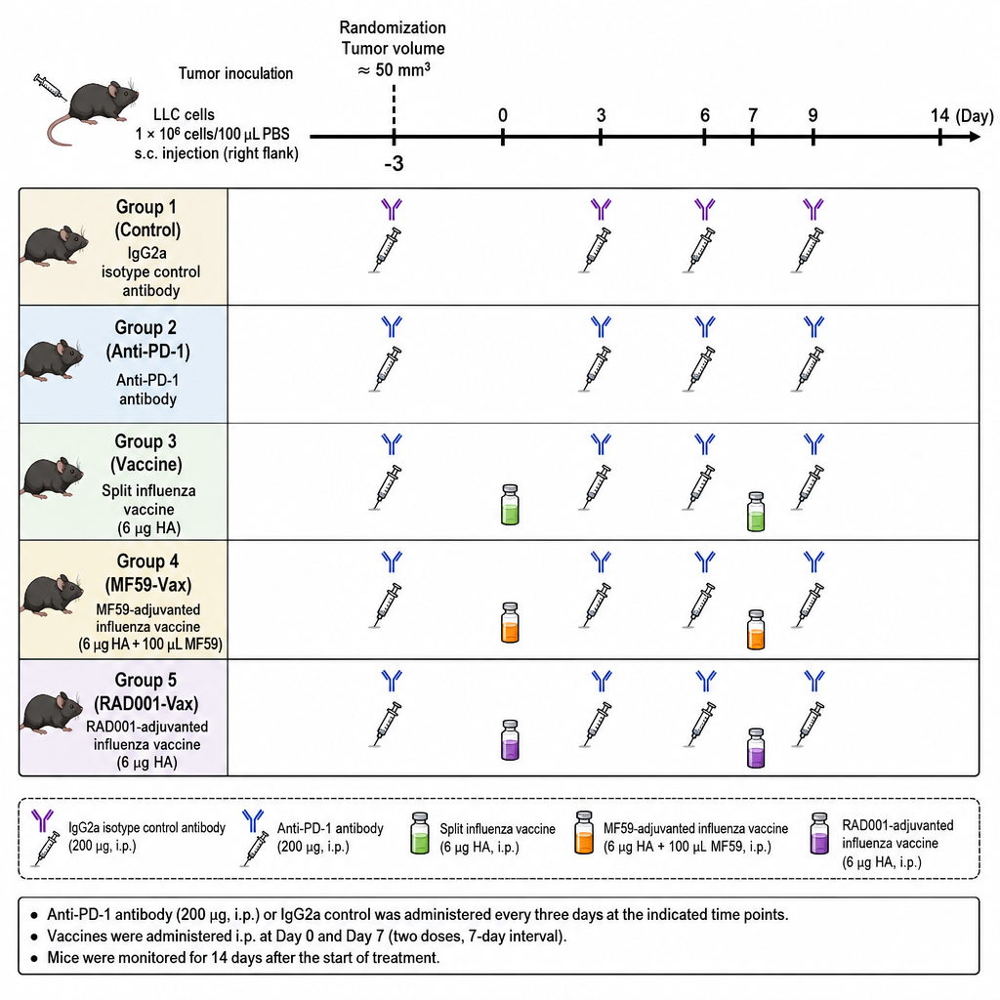 Randomization
Tumor volume
≈ 50 mm³
Tumor inoculation
LLC cells
1 × 10⁶ cells/100 µL PBS
s.c. injection (right flank)
-3
0
3
6
7
9
14 (Day)
Group 1
(Control)
IgG2a
isotype control
antibody
Group 2
(Anti-PD-1)
Anti-PD-1
antibody
Group 3
(Vaccine)
Split influenza
vaccine
(6 µg HA)
Group 4
(MF59-Vax)
MF59-adjuvanted
influenza vaccine
(6 µg HA + 100 µL MF59)
Group 5
(RAD001-Vax)
RAD001-adjuvanted
influenza vaccine
(6 µg HA)
IgG2a isotype control antibody
(200 µg, i.p.)
Anti-PD-1 antibody
(200 µg, i.p.)
Split influenza vaccine
(6 µg HA, i.p.)
MF59-adjuvanted influenza vaccine
(6 µg HA + 100 µL MF59, i.p.)
RAD001-adjuvanted
influenza vaccine
(6 µg HA, i.p.)
• Anti-PD-1 antibody (200 µg, i.p.) or IgG2a control was administered every three days at the indicated time points.
• Vaccines were administered i.p. at Day 0 and Day 7 (two doses, 7-day interval).
• Mice were monitored for 14 days after the start of treatment.